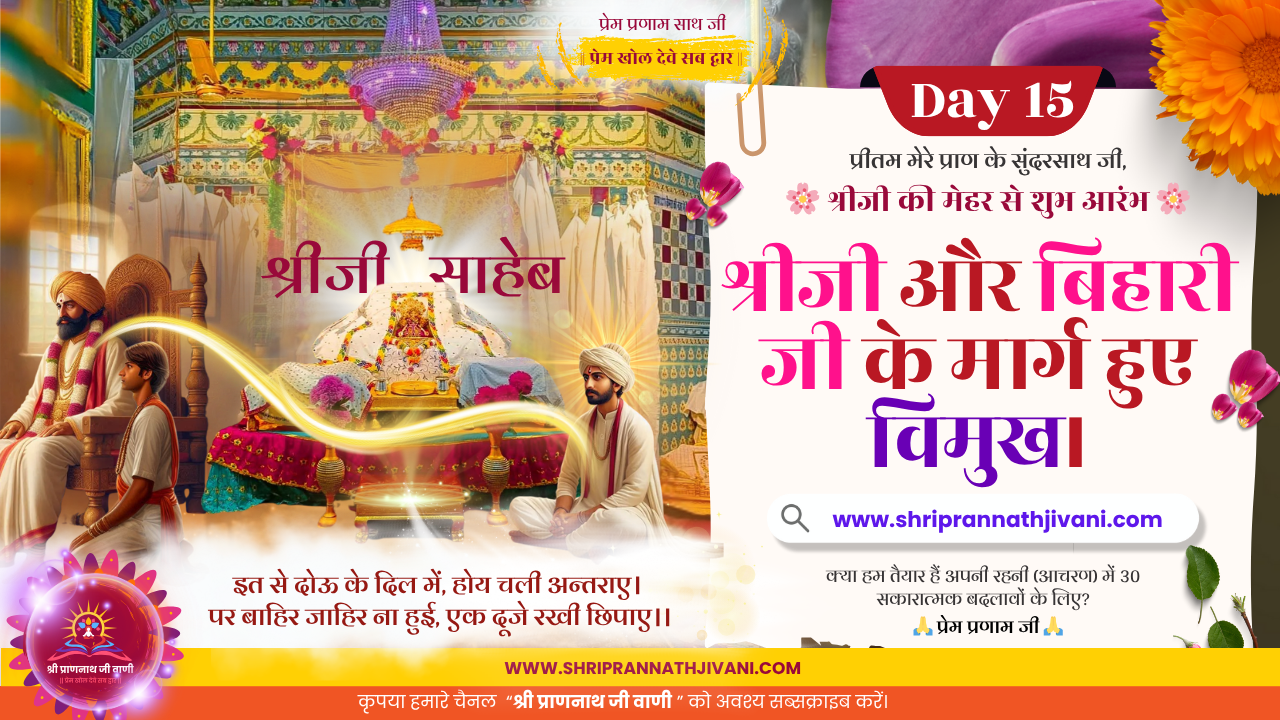 प्रेम प्रणाम साथ जी
प्रेम खोल देवे सब द्वार
Day 15
प्रीतम मेरे प्राण के सुंदरसाथ जी,
🌸 श्रीजी की मेहर से शुभ आरंभ 🌸
श्रीजी और बिहारी
जी के मार्ग हुए
विमुख।
www.shriprannathjivani.com
क्या हम तैयार हैं अपनी रहनी (आचरण) में 30
सकारात्मक बदलावों के लिए?
🙏 प्रेम प्रणाम जी 🙏
श्रीजी साहेब
इत से दोऊ के दिल में, होय चली अन्तराए।
पर बाहिर जाहिर ना हुई, एक दूजे रखी छिपाए।।
श्री प्राणनाथ जी वाणी
|| प्रेम खोल देवे सब द्वार ||
WWW.SHRIPRANNATHJIVANI.COM
कृपया हमारे चैनल “श्री प्राणनाथ जी वाणी ” को अवश्य सब्सक्राइब करें।